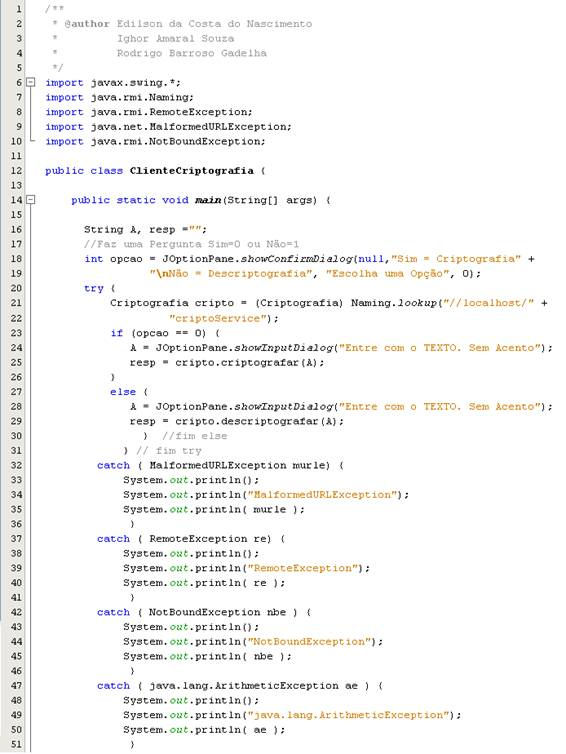 1 /**
2 * @author Edilson da Costa do Nascimento
3 * Ighor Amaral Souza
4 * Rodrigo Barroso Gadelha
5 */
6 import javax.swing.*;
7 import java.rmi.Naming;
8 import java.rmi.RemoteException;
9 import java.net.MalformedURLException;
10 import java.rmi.NotBoundException;
11
12 public class ClienteCriptografia {
13
14 public static void main(String[] args) {
15
16 String A, resp ="";
17 //Faz uma Pergunta Sim=0 ou Não=1
18 int opcao = JOptionPane.showConfirmDialog(null,"Sim = Criptografia" +
19 "\nNão = Descriptografia", "Escolha uma Opção", 0);
20 try {
21 Criptografia cripto = (Criptografia) Naming.lookup("//localhost/" +
22 "criptoService");
23 if (opcao == 0) {
24 A = JOptionPane.showInputDialog("Entre com o TEXTO. Sem Acento");
25 resp = cripto.criptografar(A);
26 }
27 else {
28 A = JOptionPane.showInputDialog("Entre com o TEXTO. Sem Acento");
29 resp = cripto.descriptografar(A);
30 } //fim else
31 } // fim try
32 catch ( MalformedURLException murle) {
33 System.out.println();
34 System.out.println("MalformedURLException");
35 System.out.println( murle );
36 }
37 catch ( RemoteException re) {
38 System.out.println();
39 System.out.println("RemoteException");
40 System.out.println( re );
41 }
42 catch ( NotBoundException nbe ) {
43 System.out.println();
44 System.out.println("NotBoundException");
45 System.out.println( nbe );
46 }
47 catch ( java.lang.ArithmeticException ae ) {
48 System.out.println();
49 System.out.println("java.lang.ArithmeticException");
50 System.out.println( ae );
51 }